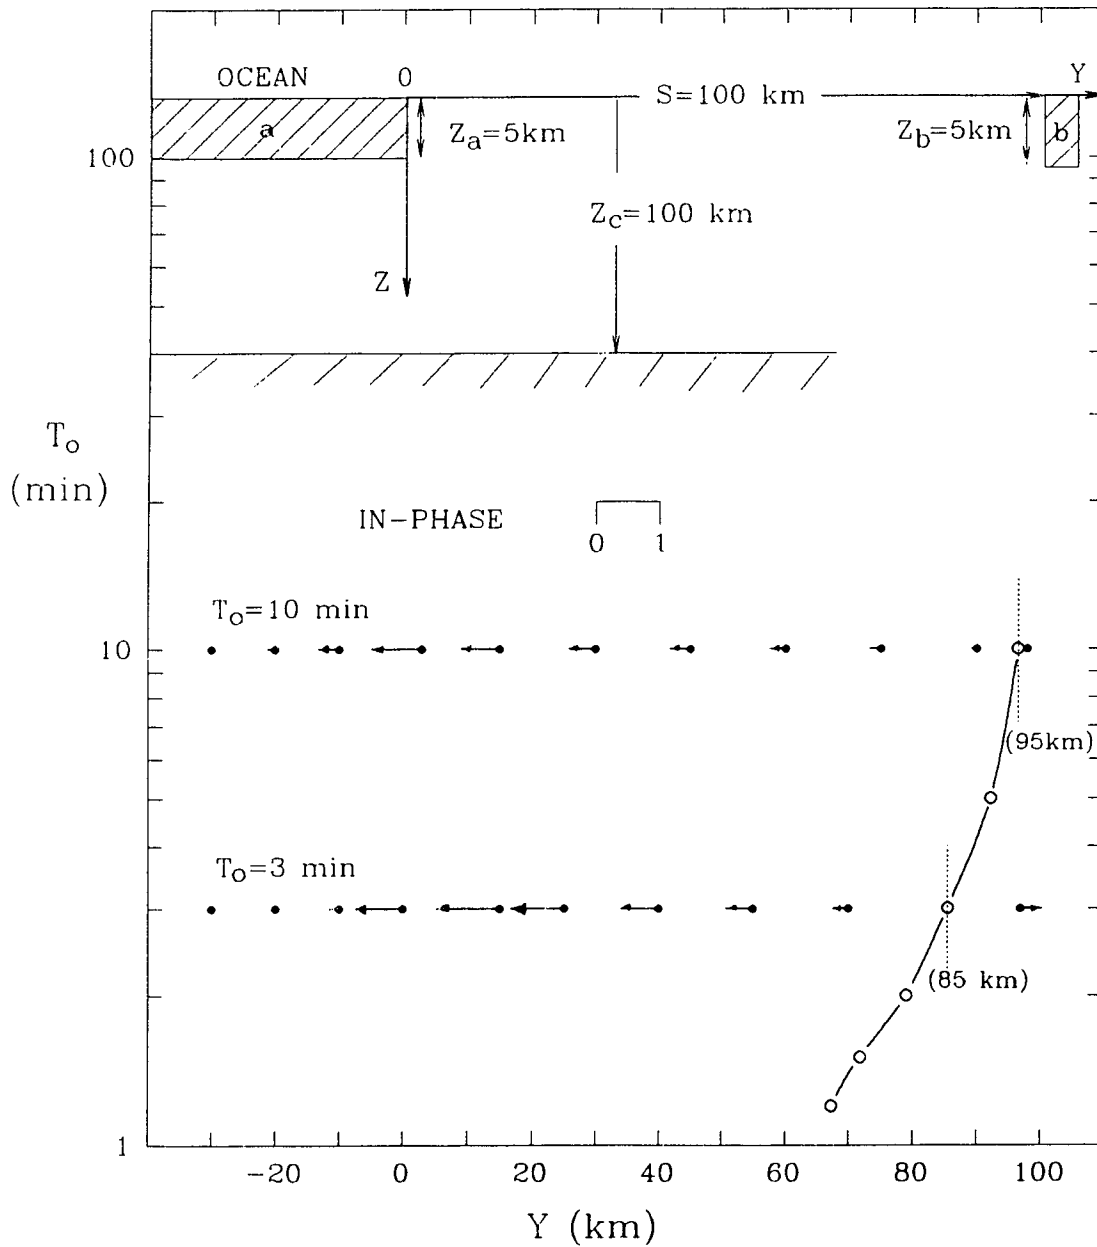 OCEAN 0 S=100 km Y
a Za=5km Zb=5km b
100
Zc=100 km
Z
To
(min)
IN-PHASE
0 1
To=10 min
10
(95km)
To=3 min
(85 km)
1
-20 0 20 40 60 80 100
Y (km)